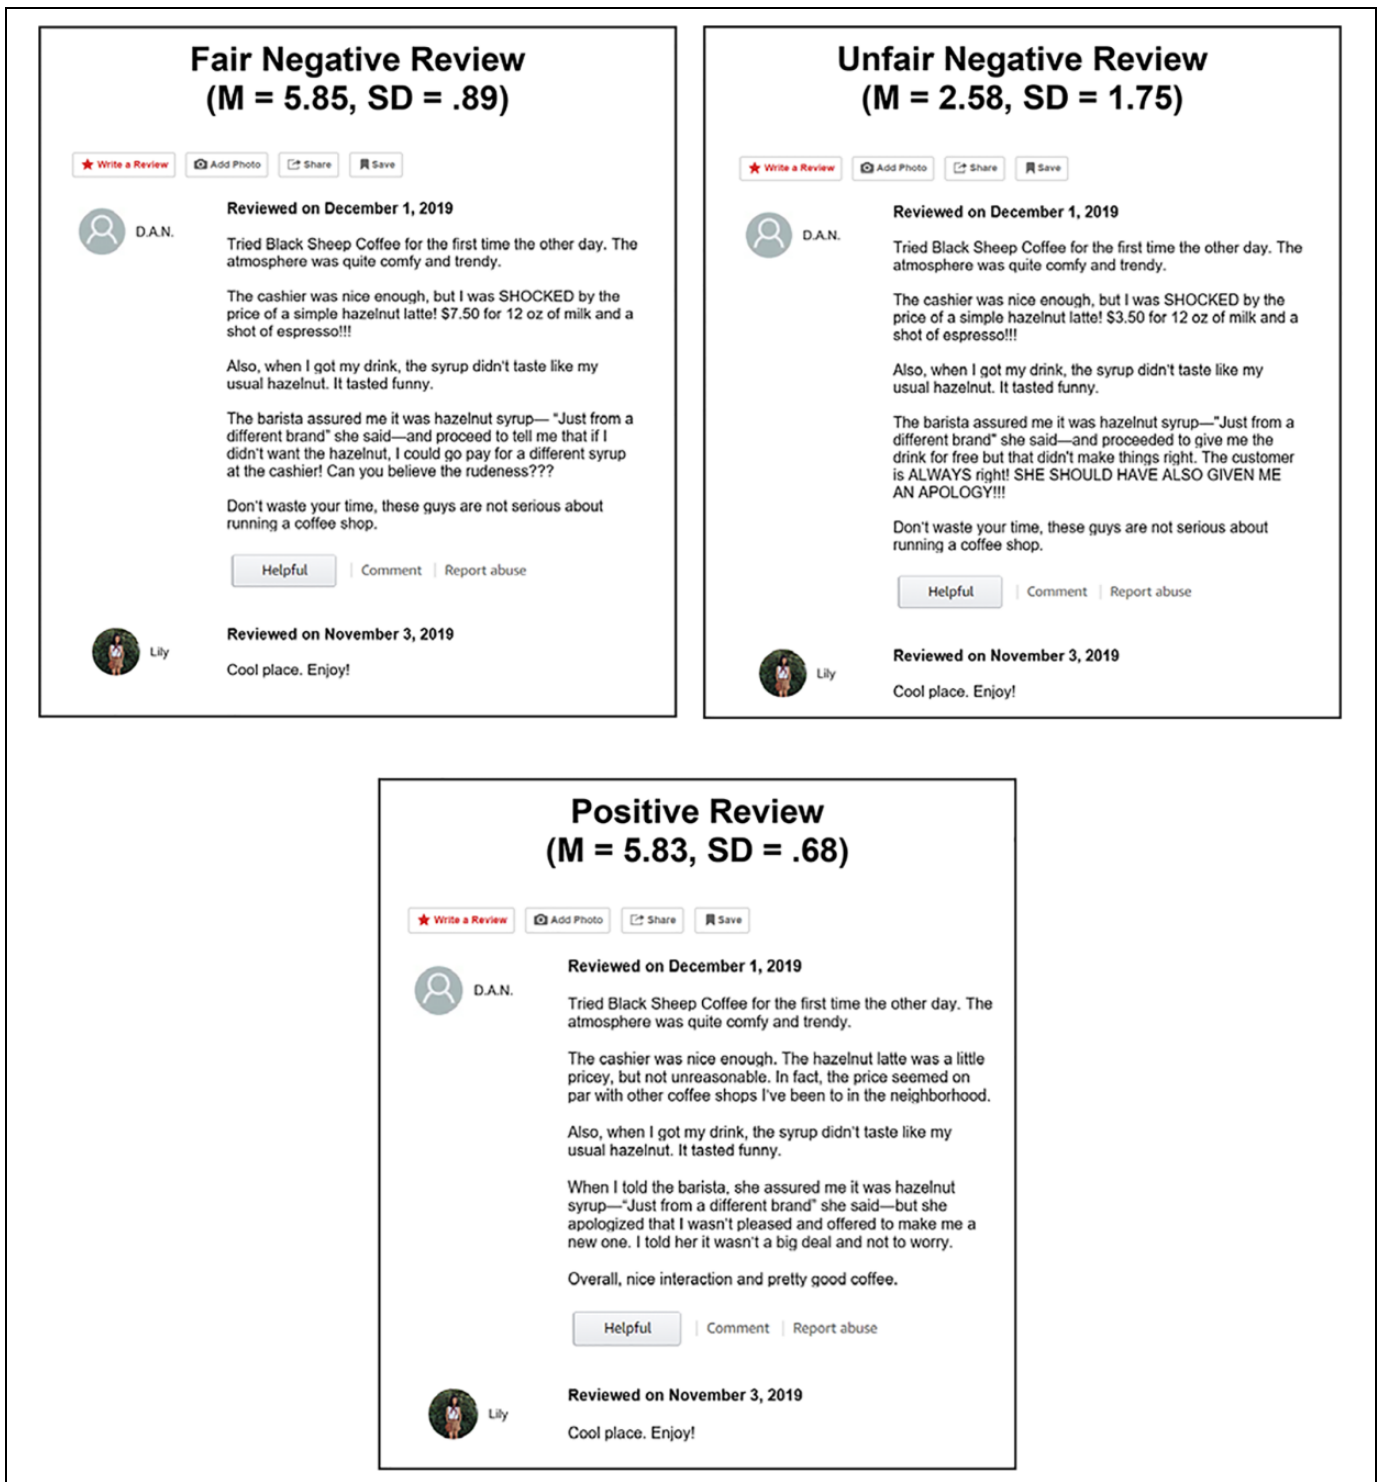 Fair Negative Review
(M = 5.85, SD = .89)
Write a Review
Add Photo
Share
Save
D.A.N.
Reviewed on December 1, 2019
Tried Black Sheep Coffee for the first time the other day. The
atmosphere was quite comfy and trendy.
The cashier was nice enough, but I was SHOCKED by the
price of a simple hazelnut latte! $7.50 for 12 oz of milk and a
shot of espresso!!!
Also, when I got my drink, the syrup didn't taste like my
usual hazelnut. It tasted funny.
The barista assured me it was hazelnut syrup— “Just from a
different brand” she said—and proceed to tell me that if I
didn't want the hazelnut, I could go pay for a different syrup
at the cashier! Can you believe the rudeness???
Don't waste your time, these guys are not serious about
running a coffee shop.
Helpful
Comment
Report abuse
Lily
Reviewed on November 3, 2019
Cool place. Enjoy!
Unfair Negative Review
(M = 2.58, SD = 1.75)
Write a Review
Add Photo
Share
Save
D.A.N.
Reviewed on December 1, 2019
Tried Black Sheep Coffee for the first time the other day. The
atmosphere was quite comfy and trendy.
The cashier was nice enough, but I was SHOCKED by the
price of a simple hazelnut latte! $3.50 for 12 oz of milk and a
shot of espresso!!!
Also, when I got my drink, the syrup didn't taste like my
usual hazelnut. It tasted funny.
The barista assured me it was hazelnut syrup—"Just from a
different brand" she said—and proceeded to give me the
drink for free but that didn't make things right. The customer
is ALWAYS right! SHE SHOULD HAVE ALSO GIVEN ME
AN APOLOGY!!!
Don't waste your time, these guys are not serious about
running a coffee shop.
Helpful
Comment
Report abuse
Lily
Reviewed on November 3, 2019
Cool place. Enjoy!
Positive Review
(M = 5.83, SD = .68)
Write a Review
Add Photo
Share
Save
D.A.N.
Reviewed on December 1, 2019
Tried Black Sheep Coffee for the first time the other day. The
atmosphere was quite comfy and trendy.
The cashier was nice enough. The hazelnut latte was a little
pricey, but not unreasonable. In fact, the price seemed on
par with other coffee shops I've been to in the neighborhood.
Also, when I got my drink, the syrup didn't taste like my
usual hazelnut. It tasted funny.
When I told the barista, she assured me it was hazelnut
syrup—“Just from a different brand” she said—but she
apologized that I wasn't pleased and offered to make me a
new one. I told her it wasn't a big deal and not to worry.
Overall, nice interaction and pretty good coffee.
Helpful
Comment
Report abuse
Lily
Reviewed on November 3, 2019
Cool place. Enjoy!